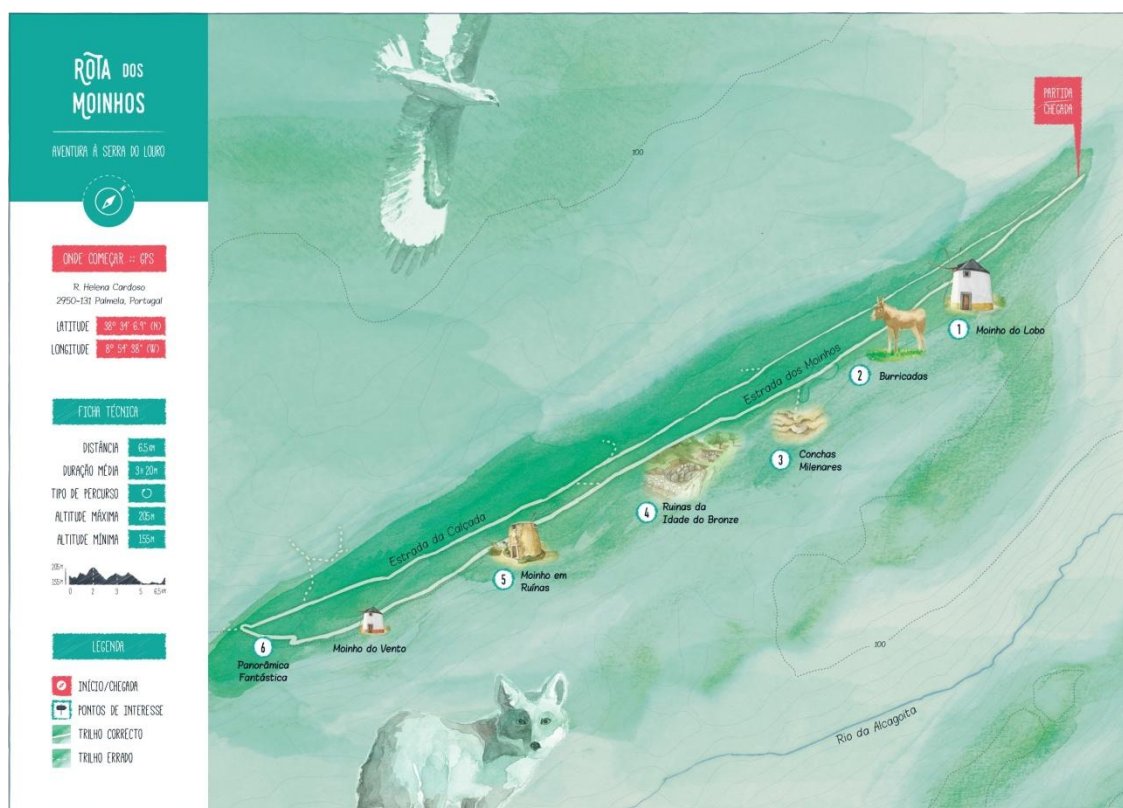 ROTA DOS
MOINHOS
AVENTURA À SERRA DO LOURO
ONDE COMEÇAR :: GPS
R. Helena Cardoso
2950-131 Palmela, Portugal
LATITUDE 38° 34' 6.9" (N)
LONGITUDE 8° 54' 38" (W)
FICHA TÉCNICA
DISTÂNCIA 6.5KM
DURAÇÃO MÉDIA 3H 20M
TIPO DE PERCURSO
ALTITUDE MÁXIMA 205M
ALTITUDE MÍNIMA 155M
205M
155M
0 2 3 5 6,5KM
LEGENDA
INÍCIO/CHEGADA
PONTOS DE INTERESSE
TRILHO CORRECTO
TRILHO ERRADO
PARTIDA
CHEGADA
100
1 Moinho do Lobo
2 Burricadas
Estrada dos Moinhos
3 Conchas
Milenares
4 Ruinas da
Idade do Bronze
Estrada da Calçada
5 Moinho em
Ruínas
Moinho do Vento
6
Panorâmica
Fantástica
100
Rio da Alcagoita